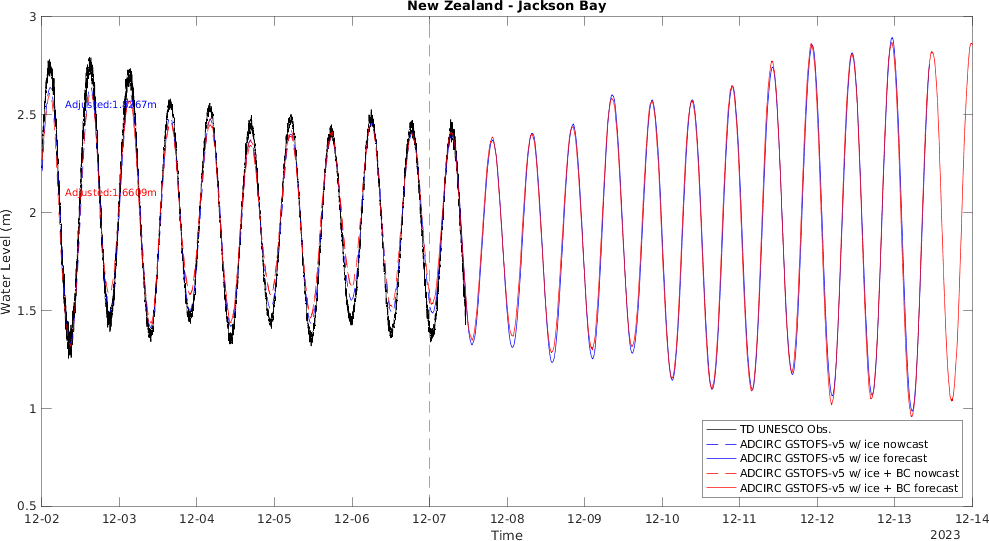 New Zealand - Jackson Bay
3
2.5
2
1.5
1
0.5
Water Level (m)
Adjusted:1.8267m
Adjusted:1.6609m
TD UNESCO Obs.
ADCIRC GSTOFS-v5 w/ ice nowcast
ADCIRC GSTOFS-v5 w/ ice forecast
ADCIRC GSTOFS-v5 w/ ice + BC nowcast
ADCIRC GSTOFS-v5 w/ ice + BC forecast
12-02 12-03 12-04 12-05 12-06 12-07 12-08 12-09 12-10 12-11 12-12 12-13 12-14
Time
2023